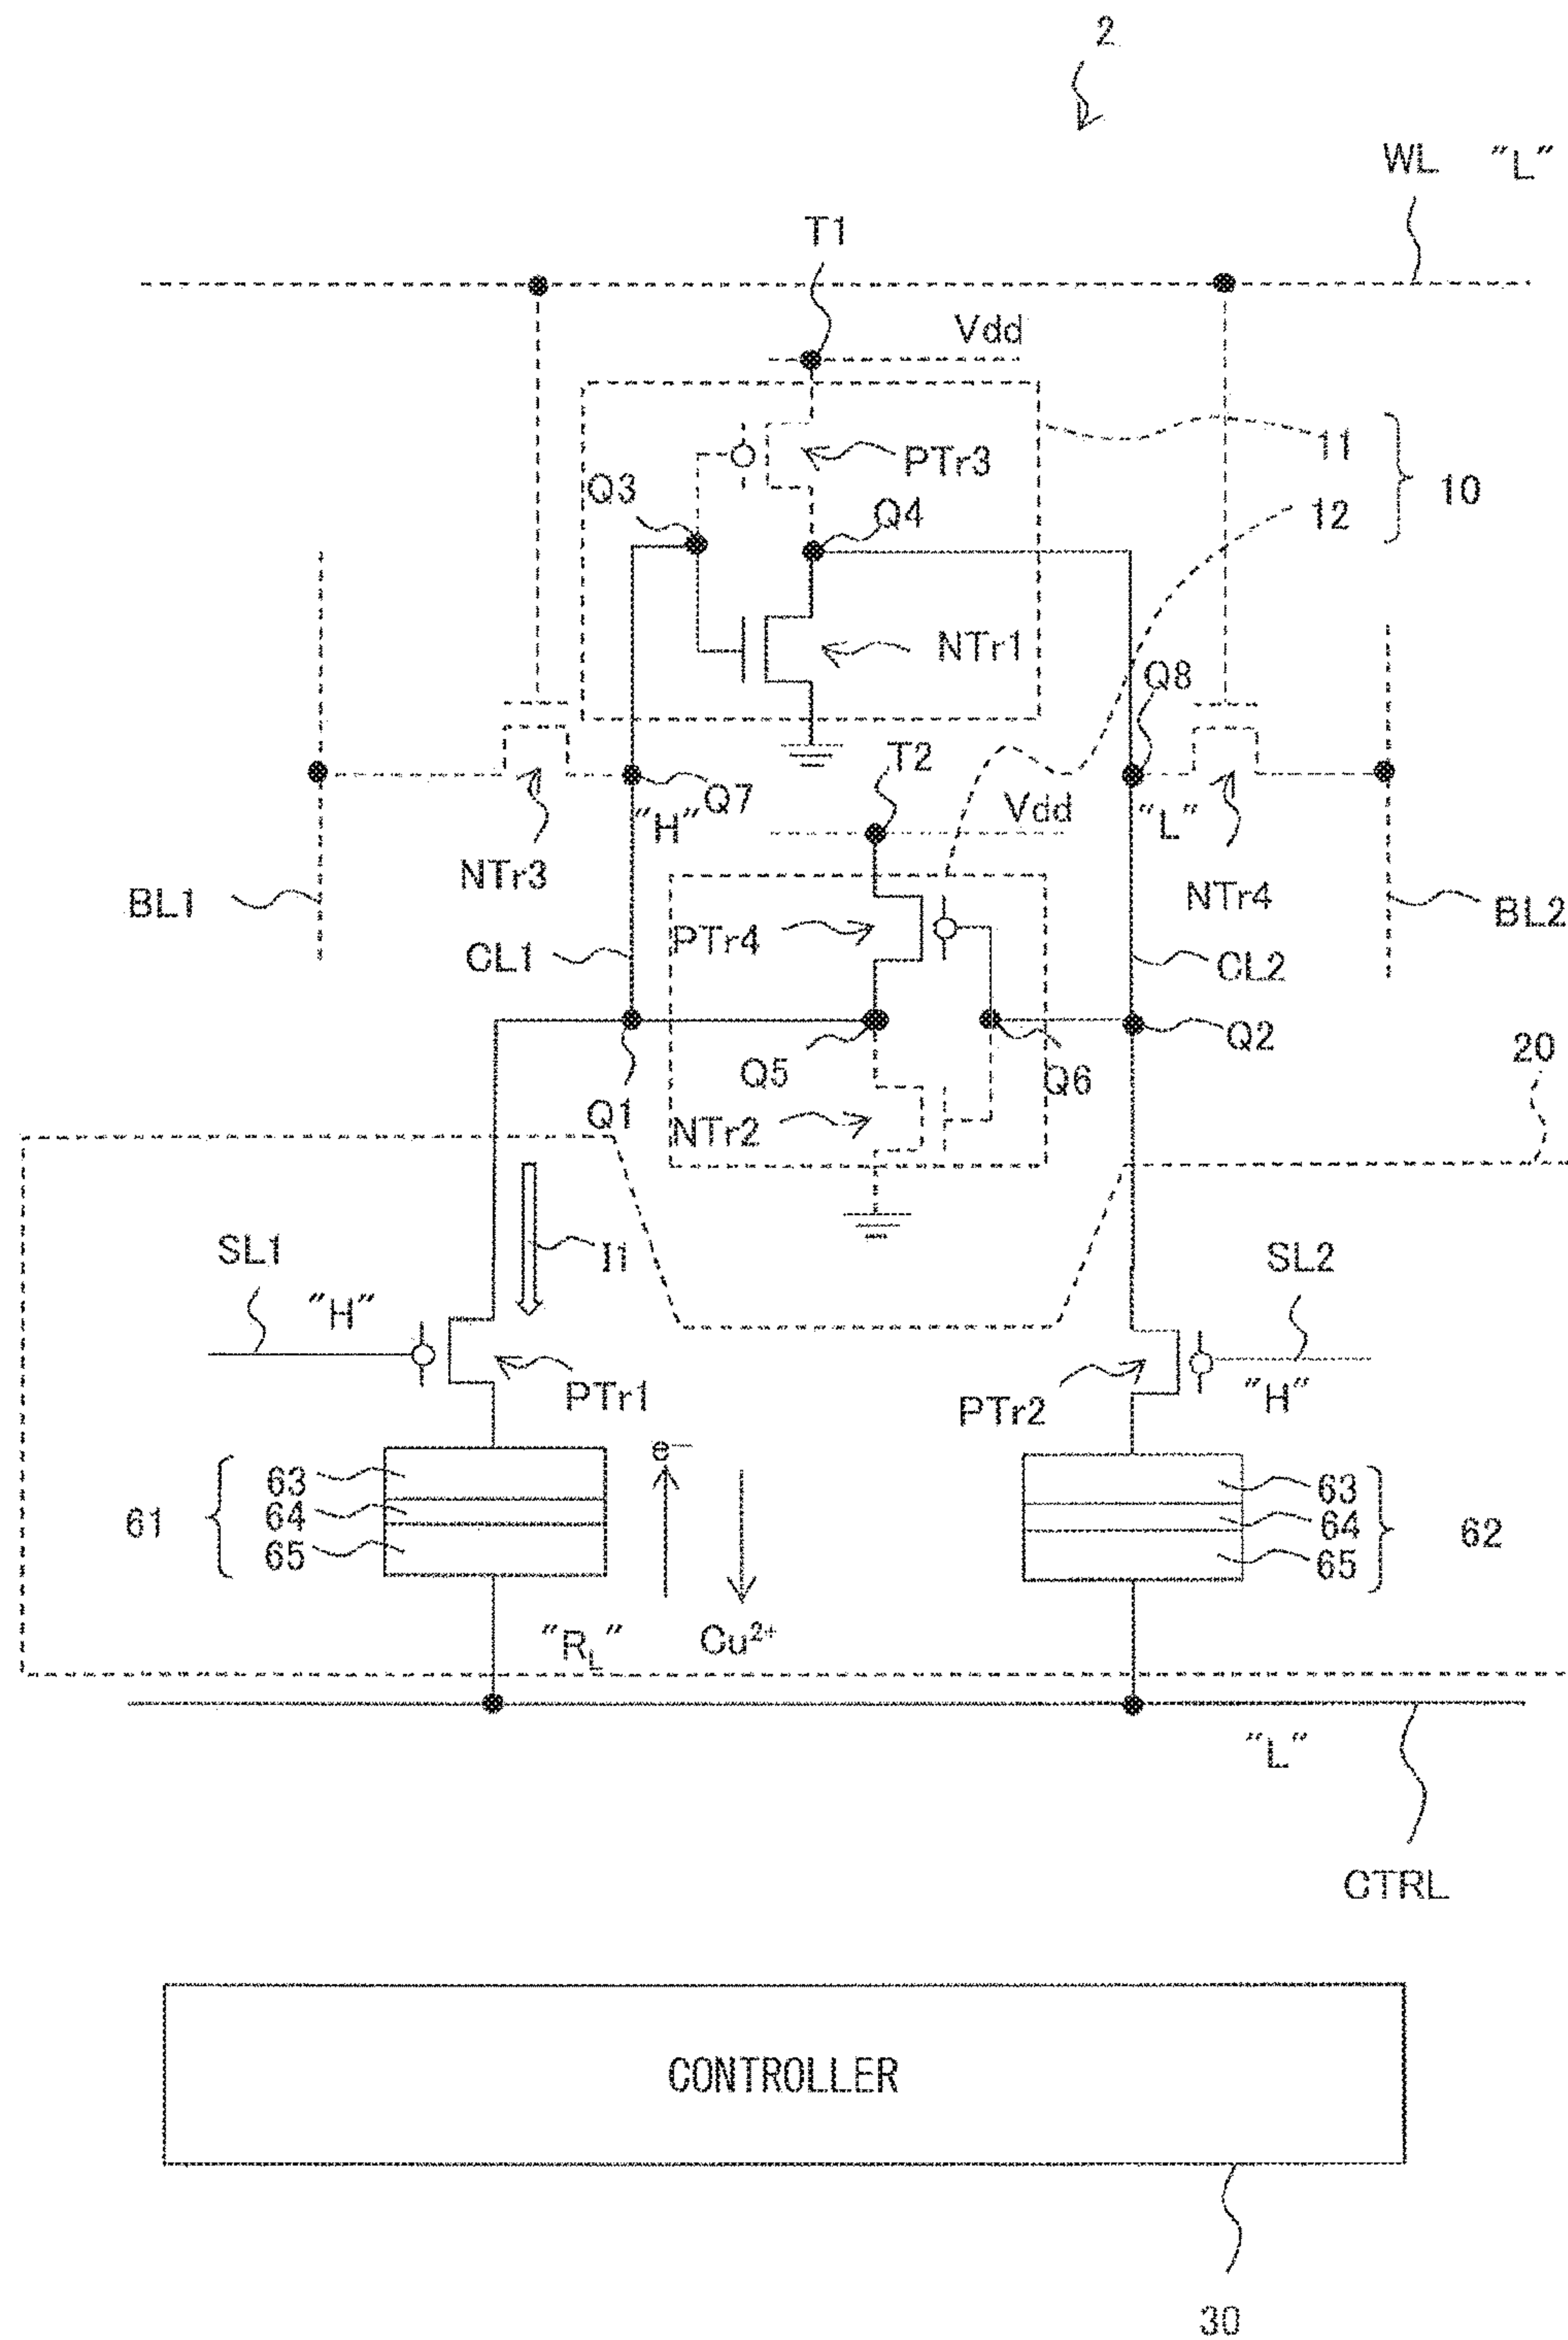 2
WL "L"
T1
Vdd
11
PTr3
10
Q3
Q4
12
NTr1
Q8
T2
Q7
"H"
Vdd
"L"
NTr3
NTr4
BL1
BL2
PTr4
CL1
CL2
Q2
20
Q5
Q6
Q1
NTr2
SL1
I1
SL2
"H"
PTr1
PTr2
"H"
e⁻
63
63
61
64
64
62
65
65
"R_L"
Cu²⁺
"L"
CTRL
CONTROLLER
30